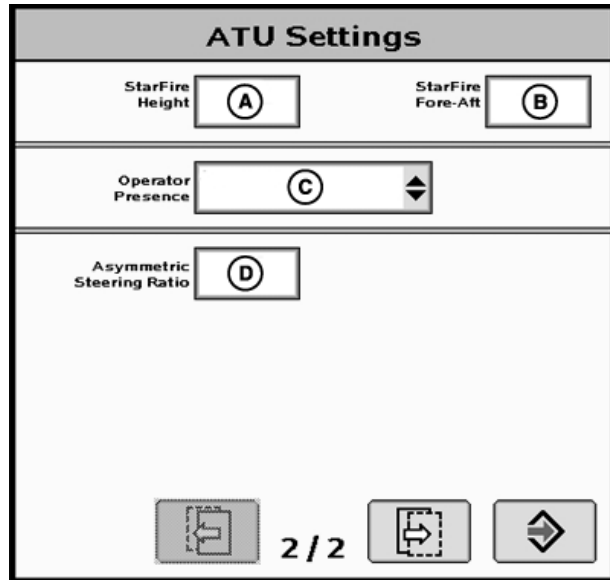 ATU Settings
StarFire
Height
A
StarFire
Fore-Aft
B
Operator
Presence
C
Asymmetric
Steering Ratio
D
2/2